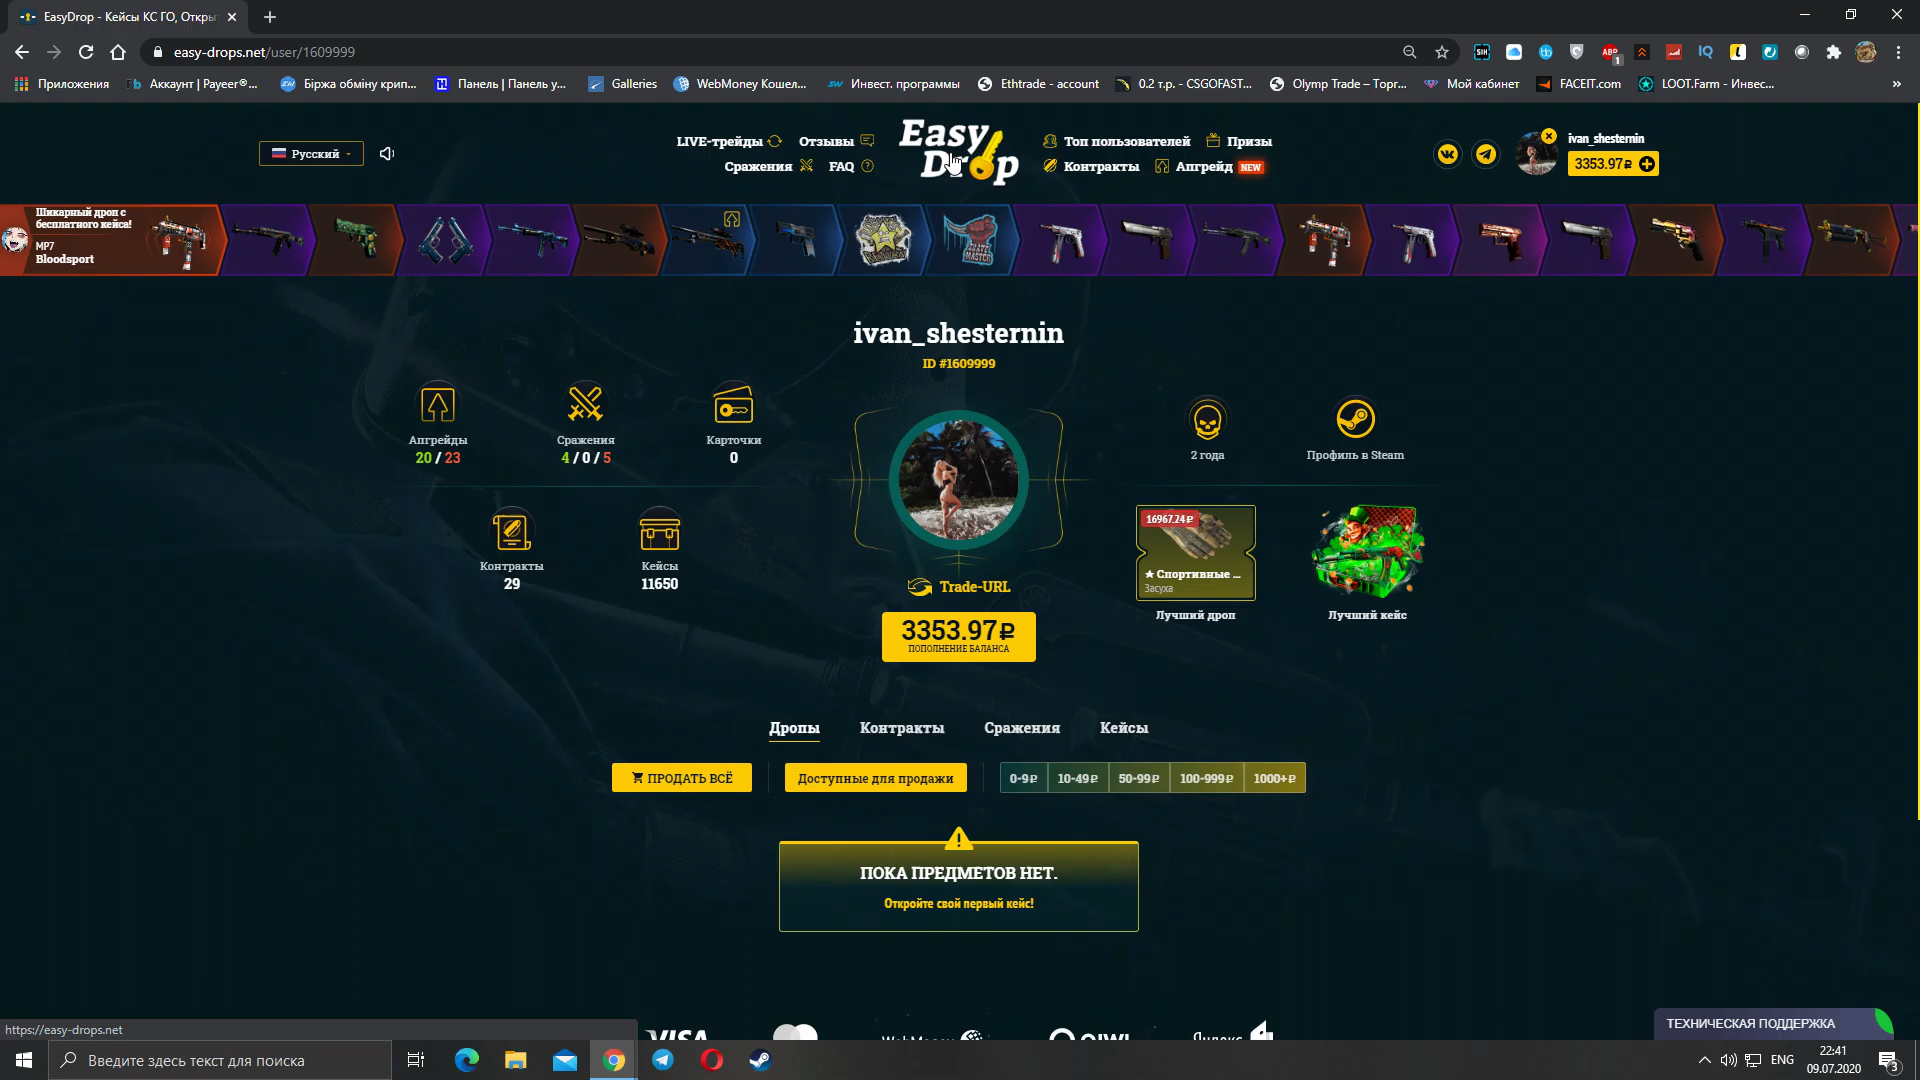 EasyDrop - Кейсы КС ГО, Откры
easy-drops.net/user/1609999
Приложения
Аккаунт | Payeer®...
Біржа обміну крип...
Панель | Панель у...
Galleries
WebMoney Кошел...
Инвест. программы
Ethtrade - account
0.2 т.р. - CSGOFAST...
Olymp Trade – Торг...
Мой кабинет
FACEIT.com
LOOT.Farm - Инвес...
Русский
LIVE-трейды
Отзывы
Сражения
FAQ
Easy
Drop
Топ пользователей
Призы
Контракты
Апгрейд NEW
ivan_shesternin
3353.97₽
Шикарный дроп с
бесплатного кейса!
MP7
Bloodsport
ivan_shesternin
ID #1609999
Апгрейды
20 / 23
Сражения
4 / 0 / 5
Карточки
0
Контракты
29
Кейсы
11650
Trade-URL
3353.97₽
ПОПОЛНЕНИЕ БАЛАНСА
2 года
Профиль в Steam
16967.24₽
★ Спортивные ...
Засуха
Лучший дроп
Лучший кейс
Дропы
Контракты
Сражения
Кейсы
ПРОДАТЬ ВСЁ
Доступные для продажи
0-9₽
10-49₽
50-99₽
100-999₽
1000+₽
ПОКА ПРЕДМЕТОВ НЕТ.
Откройте свой первый кейс!
https://easy-drops.net
VISA
WebMoney
QIWI
Яндекс
ТЕХНИЧЕСКАЯ ПОДДЕРЖКА
Введите здесь текст для поиска
ENG
22:41
09.07.2020
3